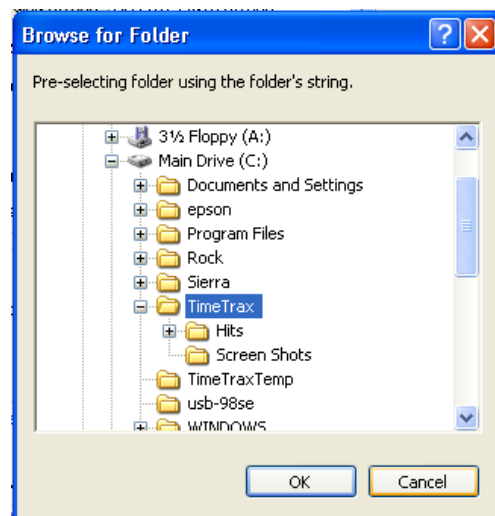 Browse for Folder
Pre-selecting folder using the folder's string.
3½ Floppy (A:)
Main Drive (C:)
Documents and Settings
epson
Program Files
Rock
Sierra
TimeTrax
Hits
Screen Shots
TimeTraxTemp
usb-98se
WINDOWS
OK Cancel